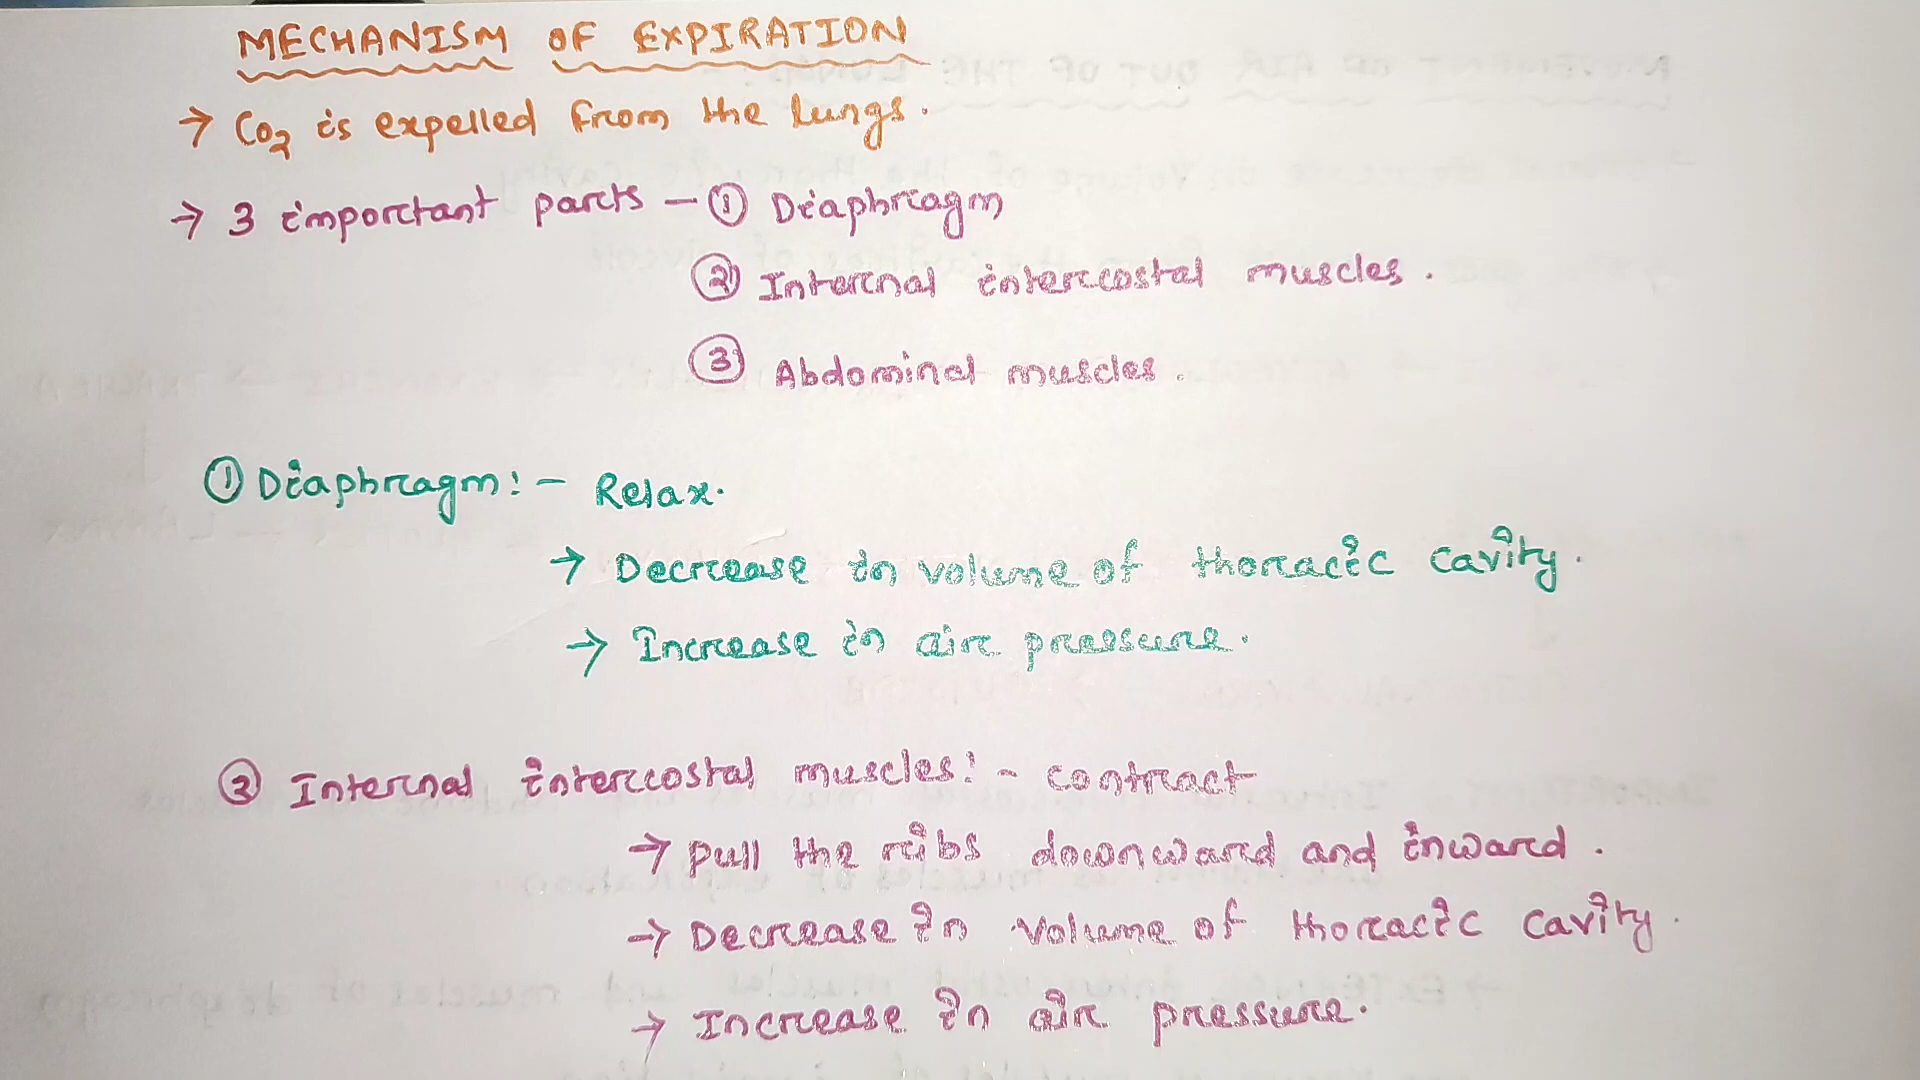 MECHANISM OF EXPIRATION
→ CO2 is expelled from the lungs.
→ 3 important parts - ① Diaphragm
② Internal intercostal muscles.
③ Abdominal muscles.
① Diaphragm:- Relax.
→ Decrease in volume of thoracic cavity.
→ Increase in air pressure.
② Internal intercostal muscles:- contract
→ pull the ribs downward and inward.
→ Decrease in volume of thoracic cavity.
→ Increase in air pressure.